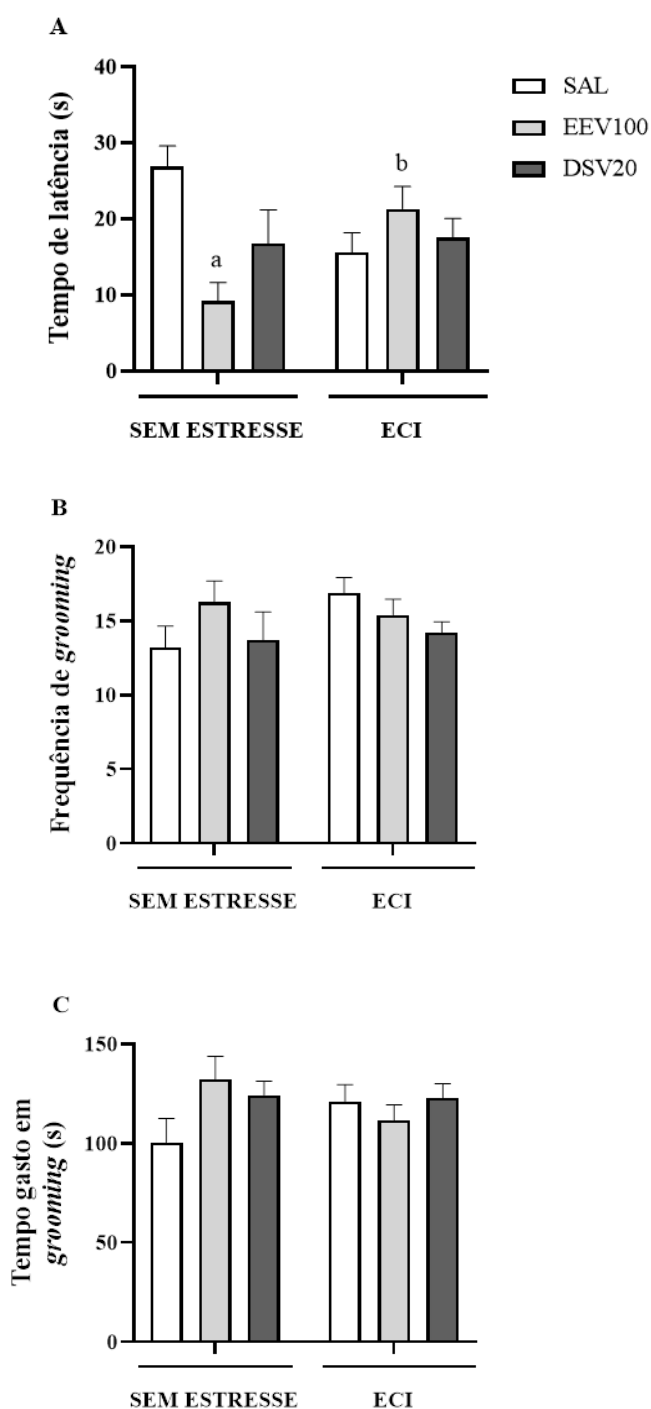 A
Tempo de latência (s)
40
30
20
10
0
a
b
SAL
EEV100
DSV20
SEM ESTRESSE
ECI
B
Frequência de grooming
20
15
10
5
0
SEM ESTRESSE
ECI
C
Tempo gasto em
grooming (s)
150
100
50
0
SEM ESTRESSE
ECI